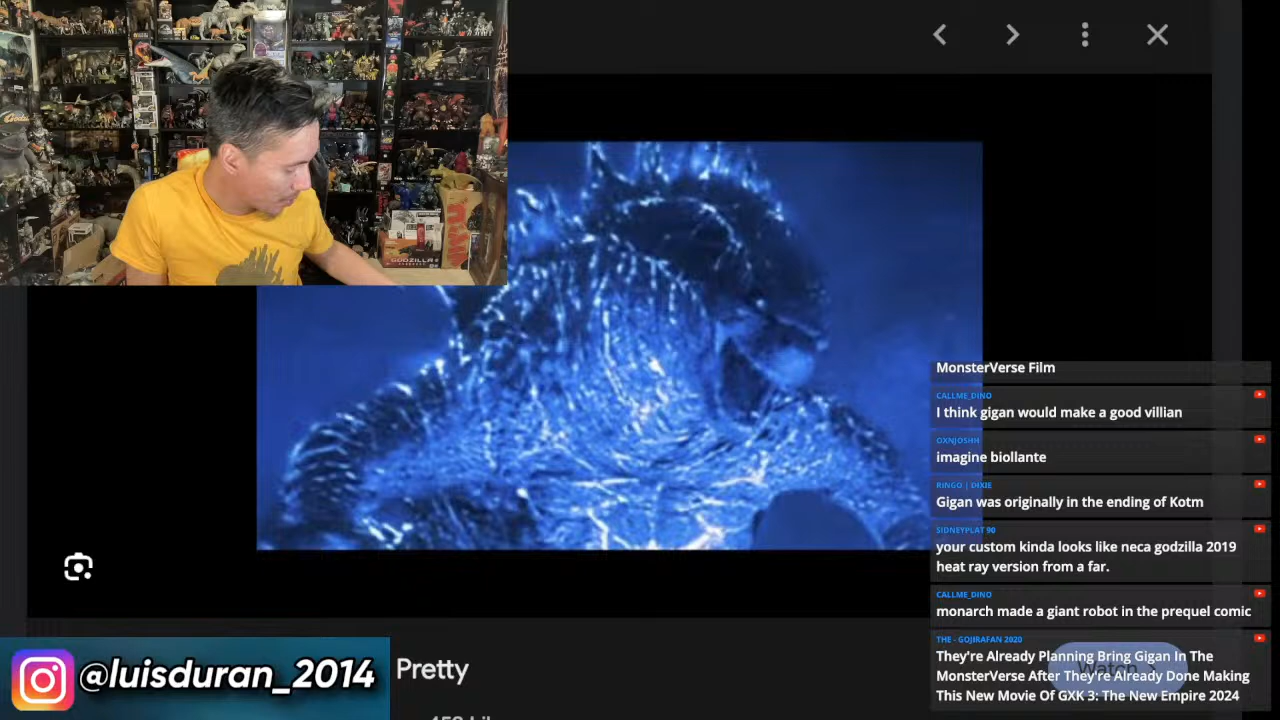 MonsterVerse Film
CALLME_DINO
I think gigan would make a good villian
OXNJOSHH
imagine biollante
RINGO | DIXIE
Gigan was originally in the ending of Kotm
SIDNEYPLAT 90
your custom kinda looks like neca godzilla 2019
heat ray version from a far.
CALLME_DINO
monarch made a giant robot in the prequel comic
THE - GOJIRAFAN 2020
They're Already Planning Bring Gigan In The
MonsterVerse After They're Already Done Making
This New Movie Of GXK 3: The New Empire 2024
Watch
@luisduran_2014
Pretty
GODZILLA